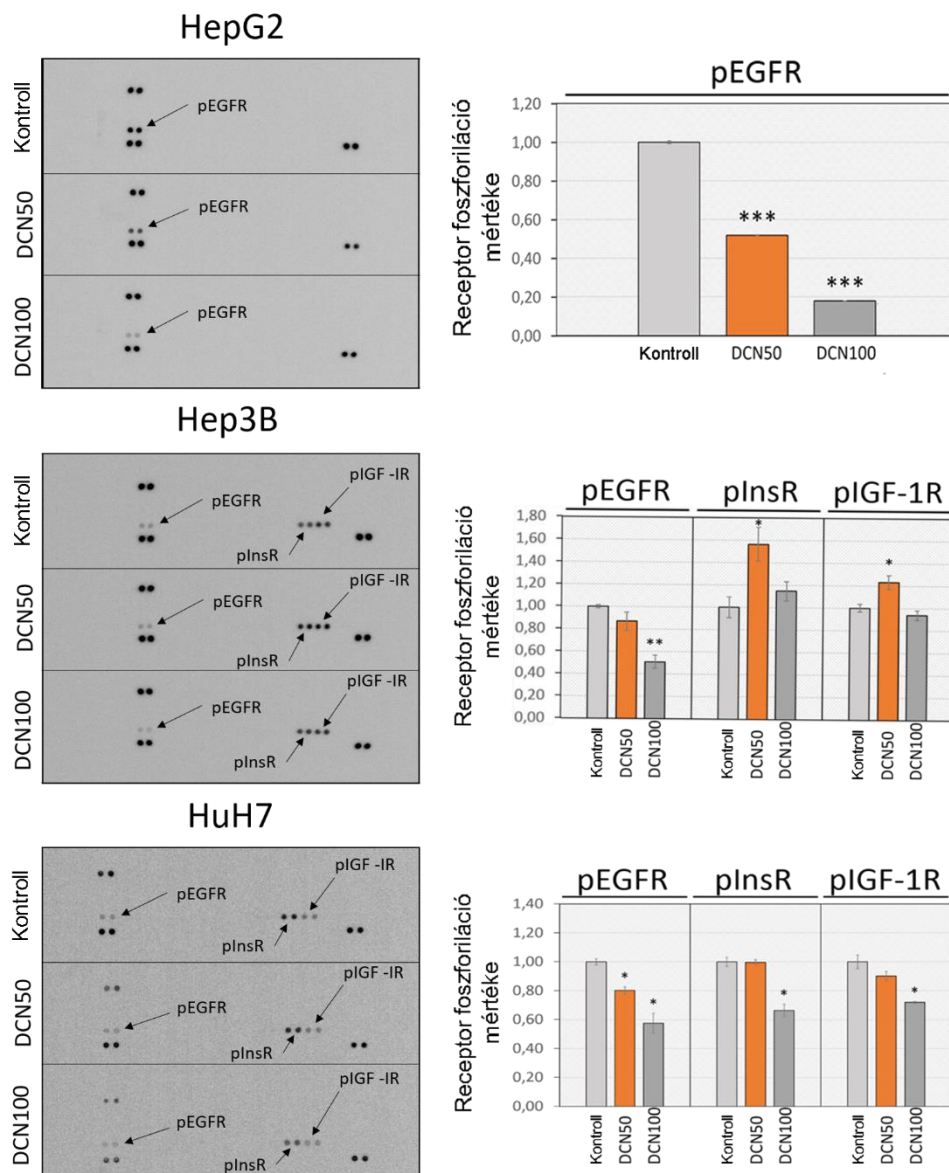 HepG2
Kontroll
pEGFR
DCN50
pEGFR
DCN100
pEGFR
pEGFR
Receptor foszforiláció
mértéke
1,20
1,00
0,80
0,60
0,40
0,20
0,00
***
***
Kontroll DCN50 DCN100
Hep3B
Kontroll
pEGFR
pIGF -IR
pInsR
DCN50
pEGFR
pIGF -IR
pInsR
DCN100
pEGFR
pIGF -IR
pInsR
pEGFR pInsR pIGF-1R
Receptor foszforiláció
mértéke
1,80
1,60
1,40
1,20
1,00
0,80
0,60
0,40
0,20
0,00
** * *
Kontroll DCN50 DCN100 Kontroll DCN50 DCN100 Kontroll DCN50 DCN100
HuH7
Kontroll
pEGFR
pIGF -IR
pInsR
DCN50
pEGFR
pIGF -IR
pInsR
DCN100
pEGFR
pIGF -IR
pInsR
pEGFR pInsR pIGF-1R
Receptor foszforiláció
mértéke
1,40
1,20
1,00
0,80
0,60
0,40
0,20
0,00
* * * *
Kontroll DCN50 DCN100 Kontroll DCN50 DCN100 Kontroll DCN50 DCN100